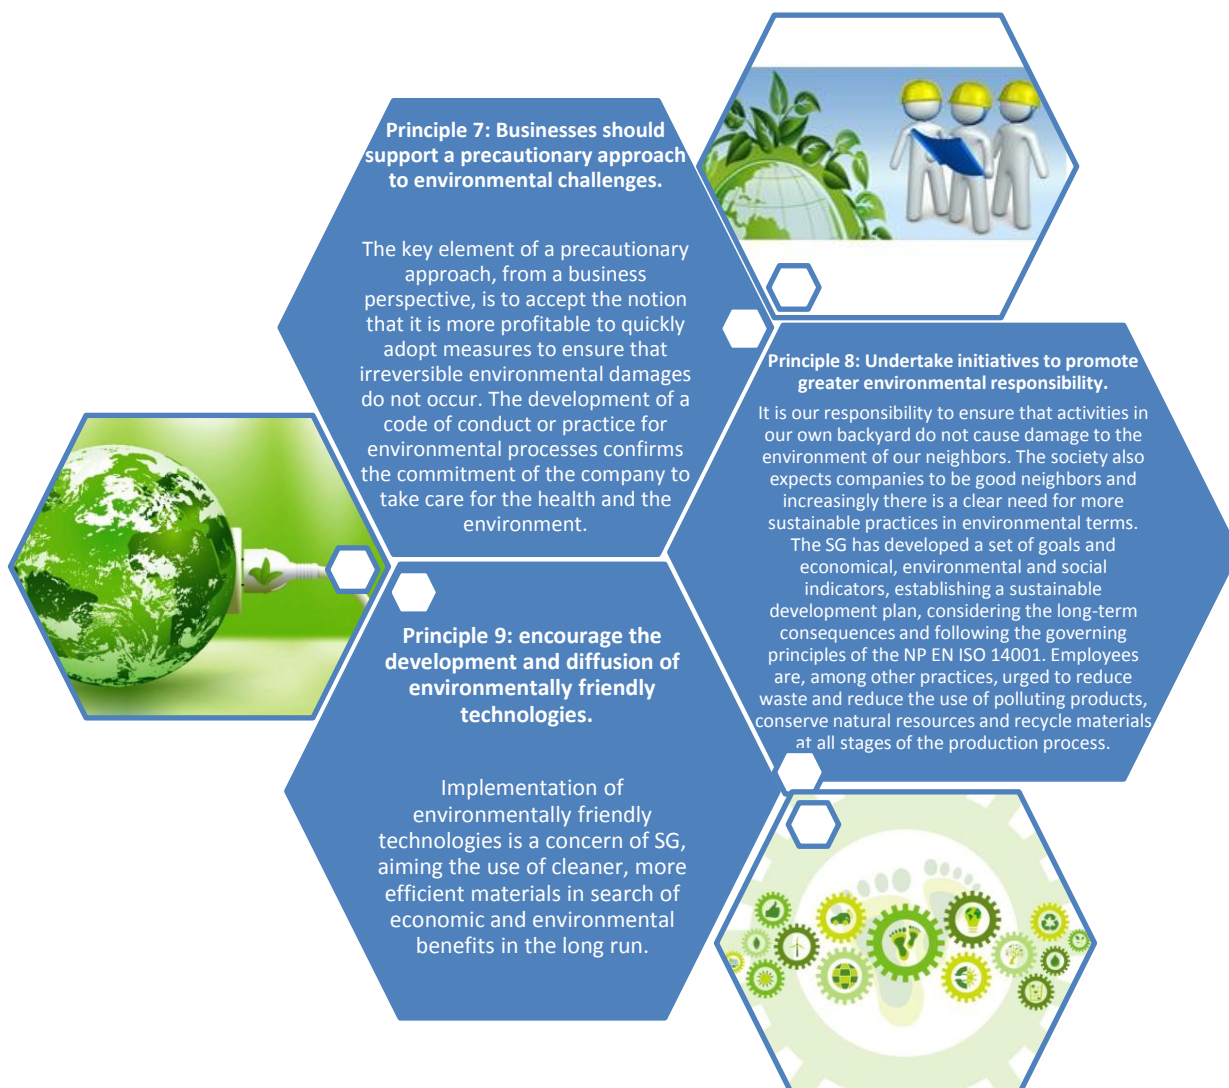 Principle 7: Businesses should
support a precautionary approach
to environmental challenges.
The key element of a precautionary
approach, from a business
perspective, is to accept the notion
that it is more profitable to quickly
adopt measures to ensure that
irreversible environmental damages
do not occur. The development of a
code of conduct or practice for
environmental processes confirms
the commitment of the company to
take care for the health and the
environment.
Principle 8: Undertake initiatives to promote
greater environmental responsibility.
It is our responsibility to ensure that activities in
our own backyard do not cause damage to the
environment of our neighbors. The society also
expects companies to be good neighbors and
increasingly there is a clear need for more
sustainable practices in environmental terms.
The SG has developed a set of goals and
economical, environmental and social
indicators, establishing a sustainable
development plan, considering the long-term
consequences and following the governing
principles of the NP EN ISO 14001. Employees
are, among other practices, urged to reduce
waste and reduce the use of polluting products,
conserve natural resources and recycle materials
at all stages of the production process.
Principle 9: encourage the
development and diffusion of
environmentally friendly
technologies.
Implementation of
environmentally friendly
technologies is a concern of SG,
aiming the use of cleaner, more
efficient materials in search of
economic and environmental
benefits in the long run.